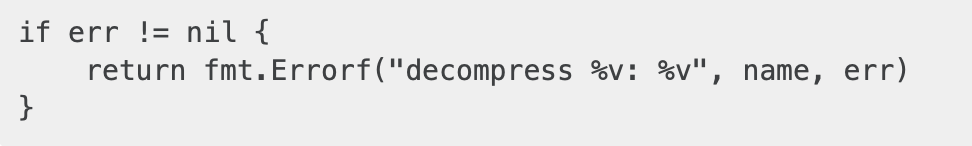 if err != nil {
    return fmt.Errorf("decompress %v: %v", name, err)
}